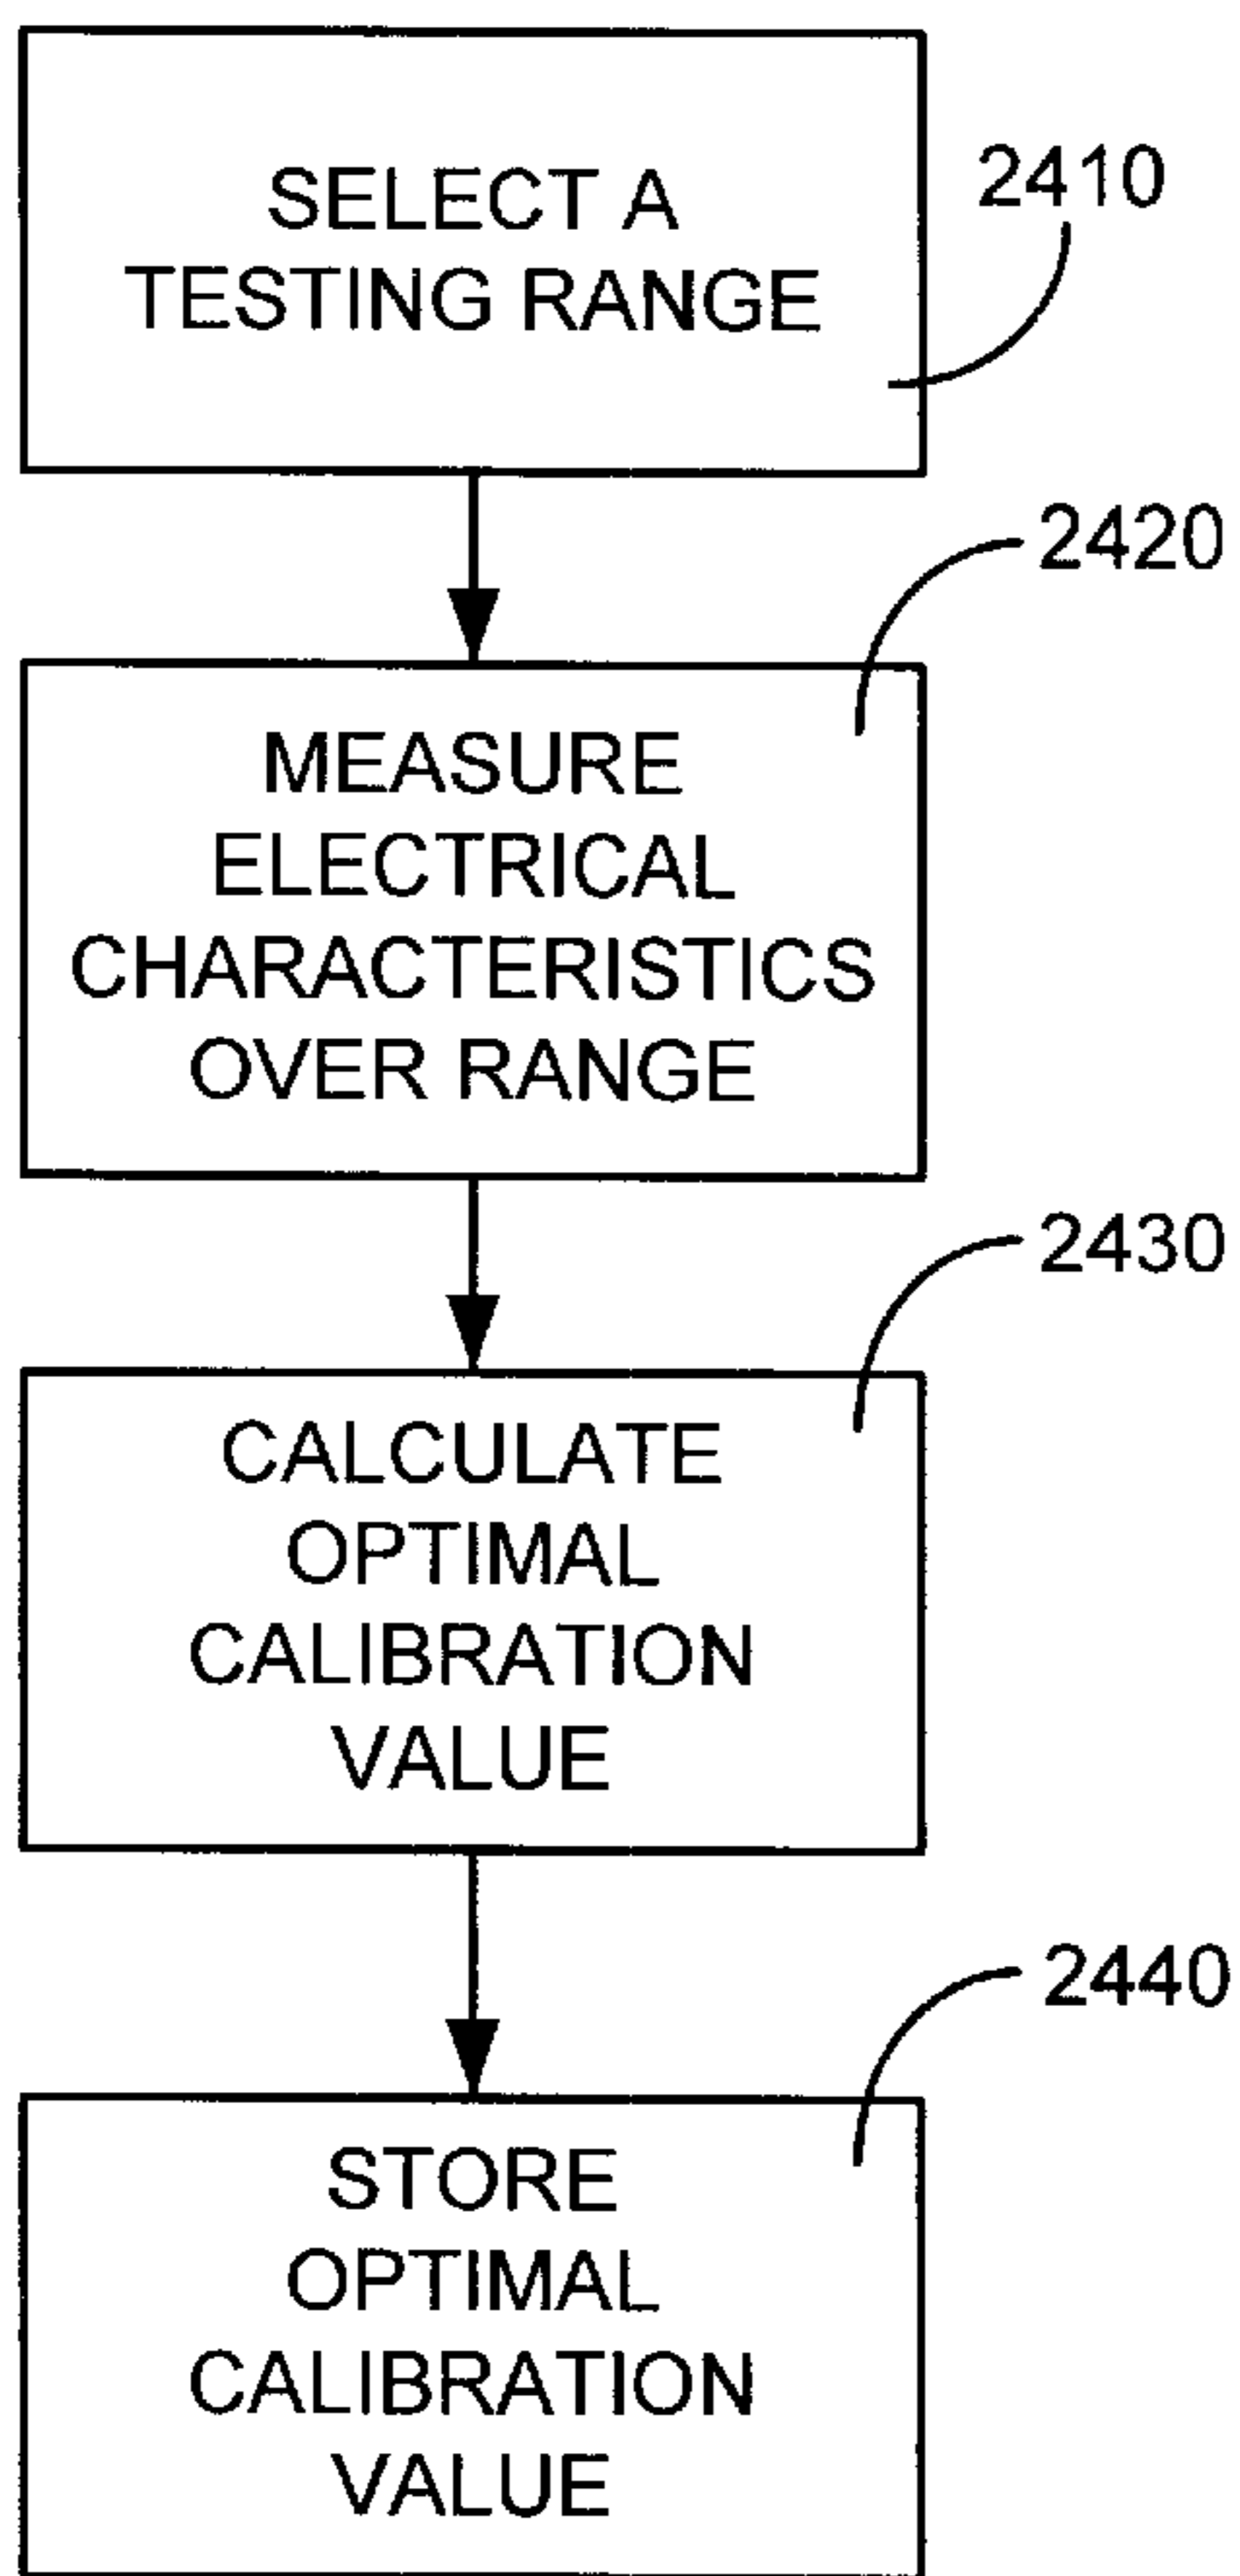 SELECT A
TESTING RANGE
2410
2420
MEASURE
ELECTRICAL
CHARACTERISTICS
OVER RANGE
2430
CALCULATE
OPTIMAL
CALIBRATION
VALUE
2440
STORE
OPTIMAL
CALIBRATION
VALUE